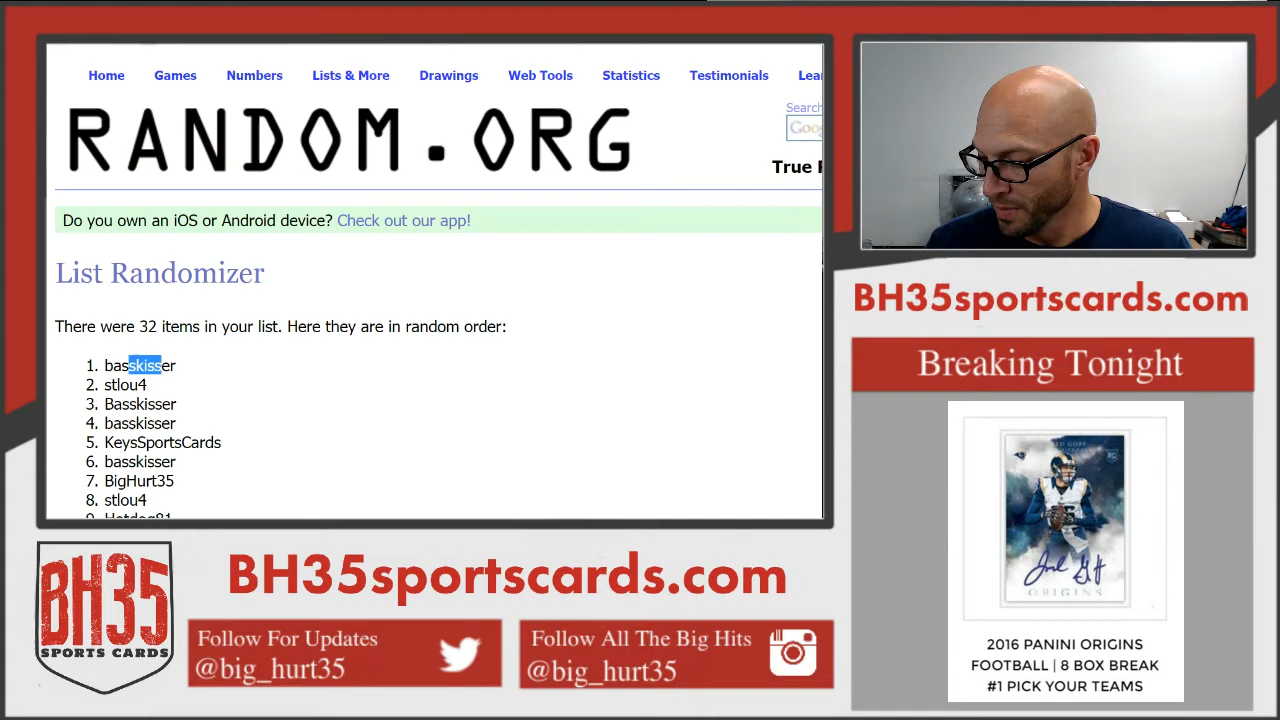 Home Games Numbers Lists & More Drawings Web Tools Statistics Testimonials
RANDOM.ORG
Search
True
Do you own an iOS or Android device? Check out our app!
List Randomizer
There were 32 items in your list. Here they are in random order:
1. basskisser
2. stlou4
3. Basskisser
4. basskisser
5. KeysSportsCards
6. basskisser
7. BigHurt35
8. stlou4
BH35sportscards.com
Breaking Tonight
ORIGINS
2016 PANINI ORIGINS
FOOTBALL | 8 BOX BREAK
#1 PICK YOUR TEAMS
BH35
SPORTS CARDS
BH35sportscards.com
Follow For Updates
@big_hurt35
Follow All The Big Hits
@big_hurt35